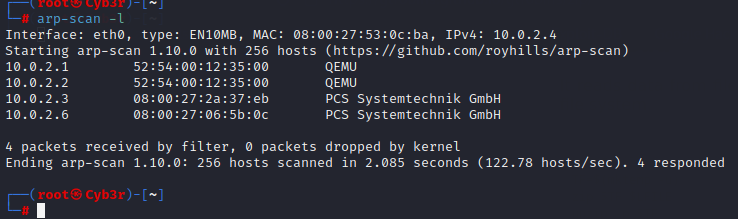 ┌──(root㉿Cyb3r)-[~]
└─# arp-scan -l
Interface: eth0, type: EN10MB, MAC: 08:00:27:53:0c:ba, IPv4: 10.0.2.4
Starting arp-scan 1.10.0 with 256 hosts (https://github.com/royhills/arp-scan)
10.0.2.1 52:54:00:12:35:00 QEMU
10.0.2.2 52:54:00:12:35:00 QEMU
10.0.2.3 08:00:27:2a:37:eb PCS Systemtechnik GmbH
10.0.2.6 08:00:27:06:5b:0c PCS Systemtechnik GmbH
4 packets received by filter, 0 packets dropped by kernel
Ending arp-scan 1.10.0: 256 hosts scanned in 2.085 seconds (122.78 hosts/sec). 4 responded
┌──(root㉿Cyb3r)-[~]
└─#